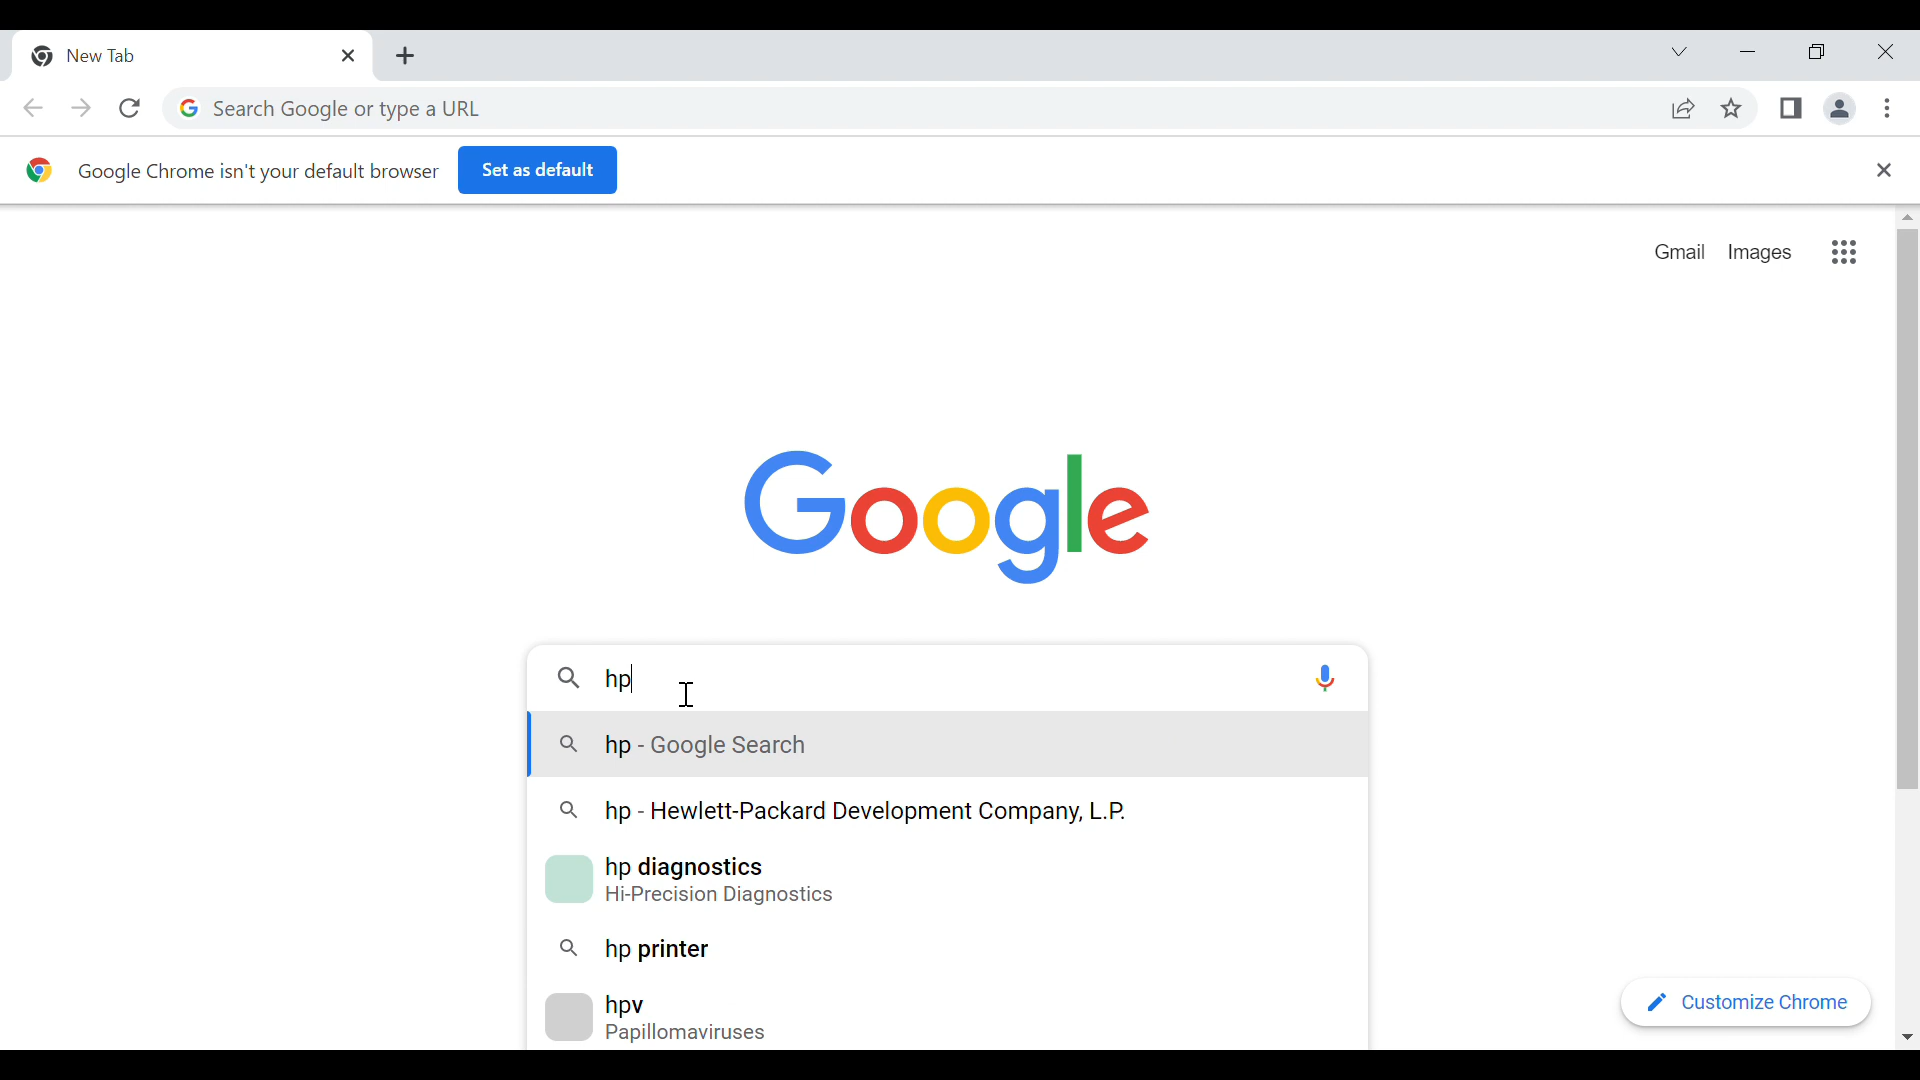 New Tab
Search Google or type a URL
Google Chrome isn't your default browser
Set as default
Gmail
Images
Google
hp
hp - Google Search
hp - Hewlett-Packard Development Company, L.P.
hp diagnostics
Hi-Precision Diagnostics
hp printer
hpv
Papillomaviruses
Customize Chrome